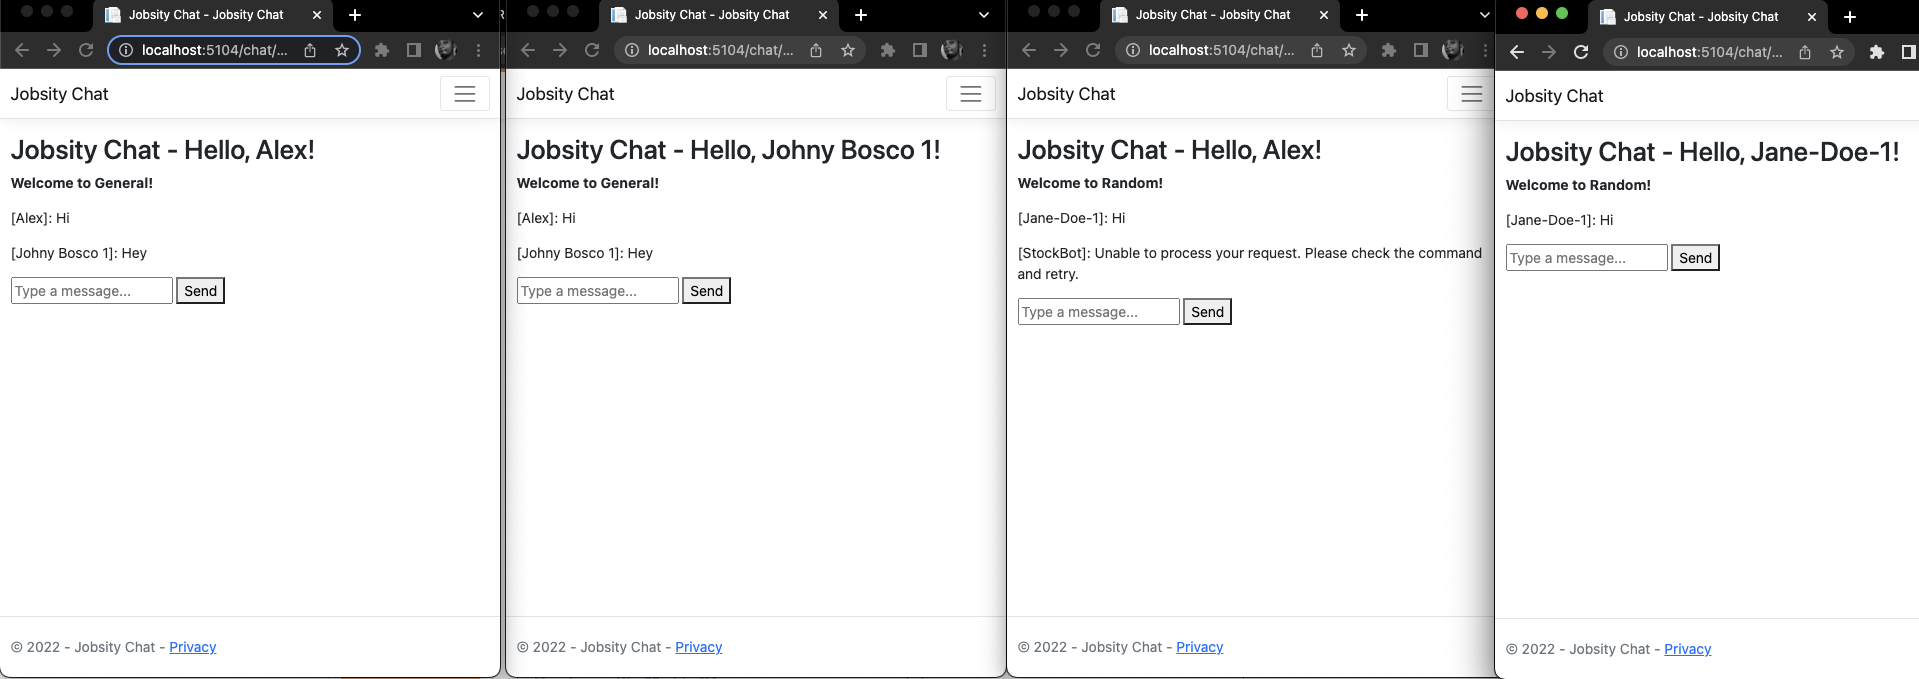 Jobsity Chat - Jobsity Chat
localhost:5104/chat/...
Jobsity Chat
Jobsity Chat - Hello, Alex!
Welcome to General!
[Alex]: Hi
[Johny Bosco 1]: Hey
Type a message...
Send
© 2022 - Jobsity Chat - Privacy
Jobsity Chat - Jobsity Chat
localhost:5104/chat/...
Jobsity Chat
Jobsity Chat - Hello, Johny Bosco 1!
Welcome to General!
[Alex]: Hi
[Johny Bosco 1]: Hey
Type a message...
Send
© 2022 - Jobsity Chat - Privacy
Jobsity Chat - Jobsity Chat
localhost:5104/chat/...
Jobsity Chat
Jobsity Chat - Hello, Alex!
Welcome to Random!
[Jane-Doe-1]: Hi
[StockBot]: Unable to process your request. Please check the command
and retry.
Type a message...
Send
© 2022 - Jobsity Chat - Privacy
Jobsity Chat - Jobsity Chat
localhost:5104/chat/...
Jobsity Chat
Jobsity Chat - Hello, Jane-Doe-1!
Welcome to Random!
[Jane-Doe-1]: Hi
Type a message...
Send
© 2022 - Jobsity Chat - Privacy